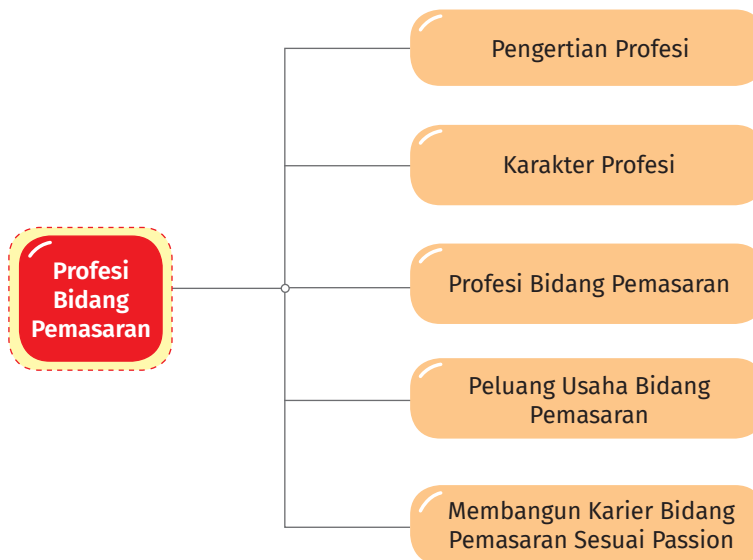 Profesi
Bidang
Pemasaran
Pengertian Profesi
Karakter Profesi
Profesi Bidang Pemasaran
Peluang Usaha Bidang
Pemasaran
Membangun Karier Bidang
Pemasaran Sesuai Passion